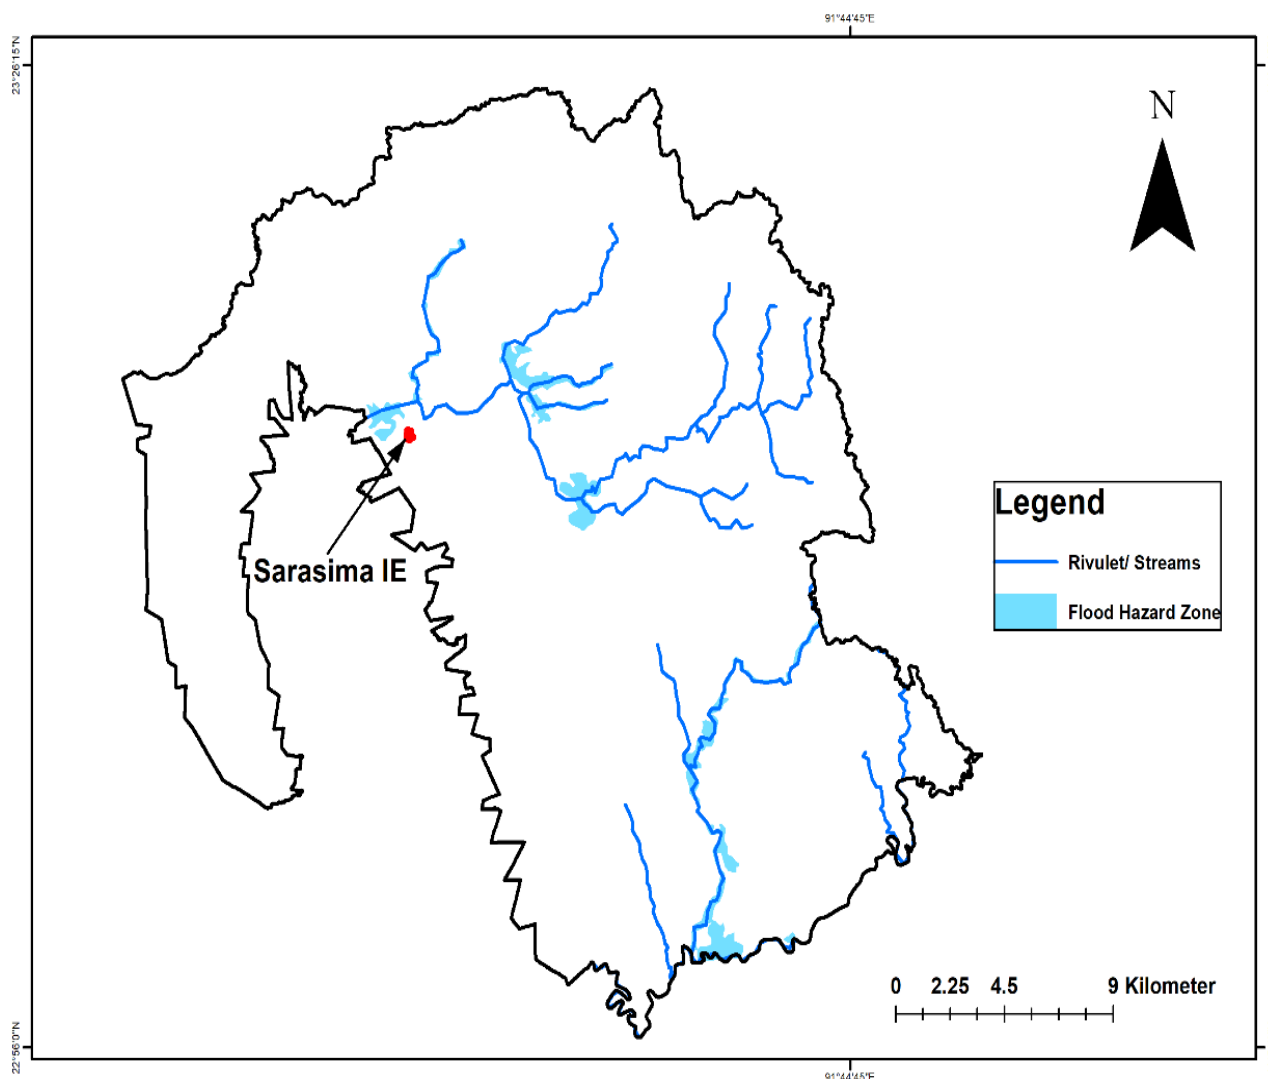 91°44'45"E
23°26'15"N
N
Sarasima IE
Legend
Rivulet/ Streams
Flood Hazard Zone
0 2.25 4.5 9 Kilometer
22°56'0"N
91°44'45"E